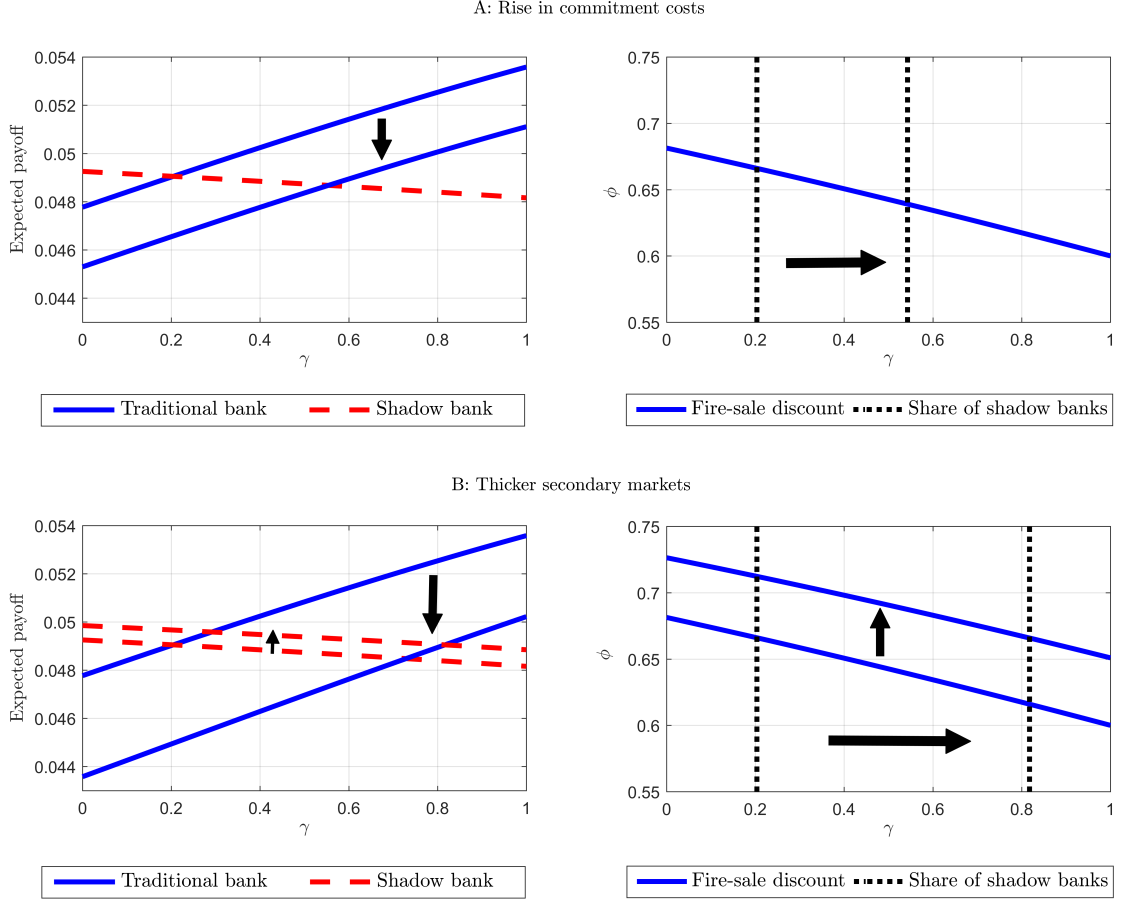 A: Rise in commitment costs
0.054
0.052
0.05
0.048
0.046
0.044
Expected payoff
0 0.2 0.4 0.6 0.8 1
γ
Traditional bank Shadow bank
0.75
0.7
0.65
0.6
0.55
ϕ
0 0.2 0.4 0.6 0.8 1
γ
Fire-sale discount Share of shadow banks
B: Thicker secondary markets
0.054
0.052
0.05
0.048
0.046
0.044
Expected payoff
0 0.2 0.4 0.6 0.8 1
γ
Traditional bank Shadow bank
0.75
0.7
0.65
0.6
0.55
ϕ
0 0.2 0.4 0.6 0.8 1
γ
Fire-sale discount Share of shadow banks